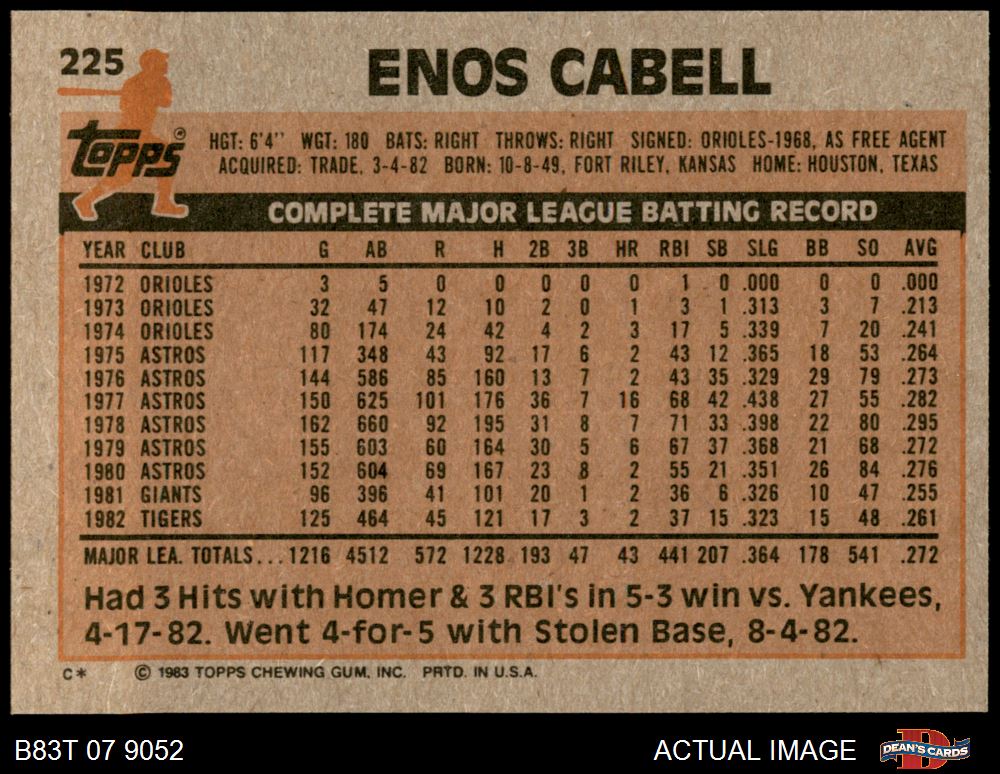 225
ENOS CABELL
Topps®
HGT: 6'4'' WGT: 180 BATS: RIGHT THROWS: RIGHT SIGNED: ORIOLES-1968, AS FREE AGENT
ACQUIRED: TRADE, 3-4-82 BORN: 10-8-49, FORT RILEY, KANSAS HOME: HOUSTON, TEXAS
COMPLETE MAJOR LEAGUE BATTING RECORD
YEAR CLUB G AB R H 2B 3B HR RBI SB SLG BB SO AVG
1972 ORIOLES 3 5 0 0 0 0 0 1 0 .000 0 0 .000
1973 ORIOLES 32 47 12 10 2 0 1 3 1 .313 3 7 .213
1974 ORIOLES 80 174 24 42 4 2 3 17 5 .339 7 20 .241
1975 ASTROS 117 348 43 92 17 6 2 43 12 .365 18 53 .264
1976 ASTROS 144 586 85 160 13 7 2 43 35 .329 29 79 .273
1977 ASTROS 150 625 101 176 36 7 16 68 42 .438 27 55 .282
1978 ASTROS 162 660 92 195 31 8 7 71 33 .398 22 80 .295
1979 ASTROS 155 603 60 164 30 5 6 67 37 .368 21 68 .272
1980 ASTROS 152 604 69 167 23 8 2 55 21 .351 26 84 .276
1981 GIANTS 96 396 41 101 20 1 2 36 6 .326 10 47 .255
1982 TIGERS 125 464 45 121 17 3 2 37 15 .323 15 48 .261
MAJOR LEA. TOTALS... 1216 4512 572 1228 193 47 43 441 207 .364 178 541 .272
Had 3 Hits with Homer & 3 RBI's in 5-3 win vs. Yankees,
4-17-82. Went 4-for-5 with Stolen Base, 8-4-82.
C* © 1983 TOPPS CHEWING GUM, INC. PRTD. IN U.S.A.
B83T 07 9052 ACTUAL IMAGE DEAN'S CARDS